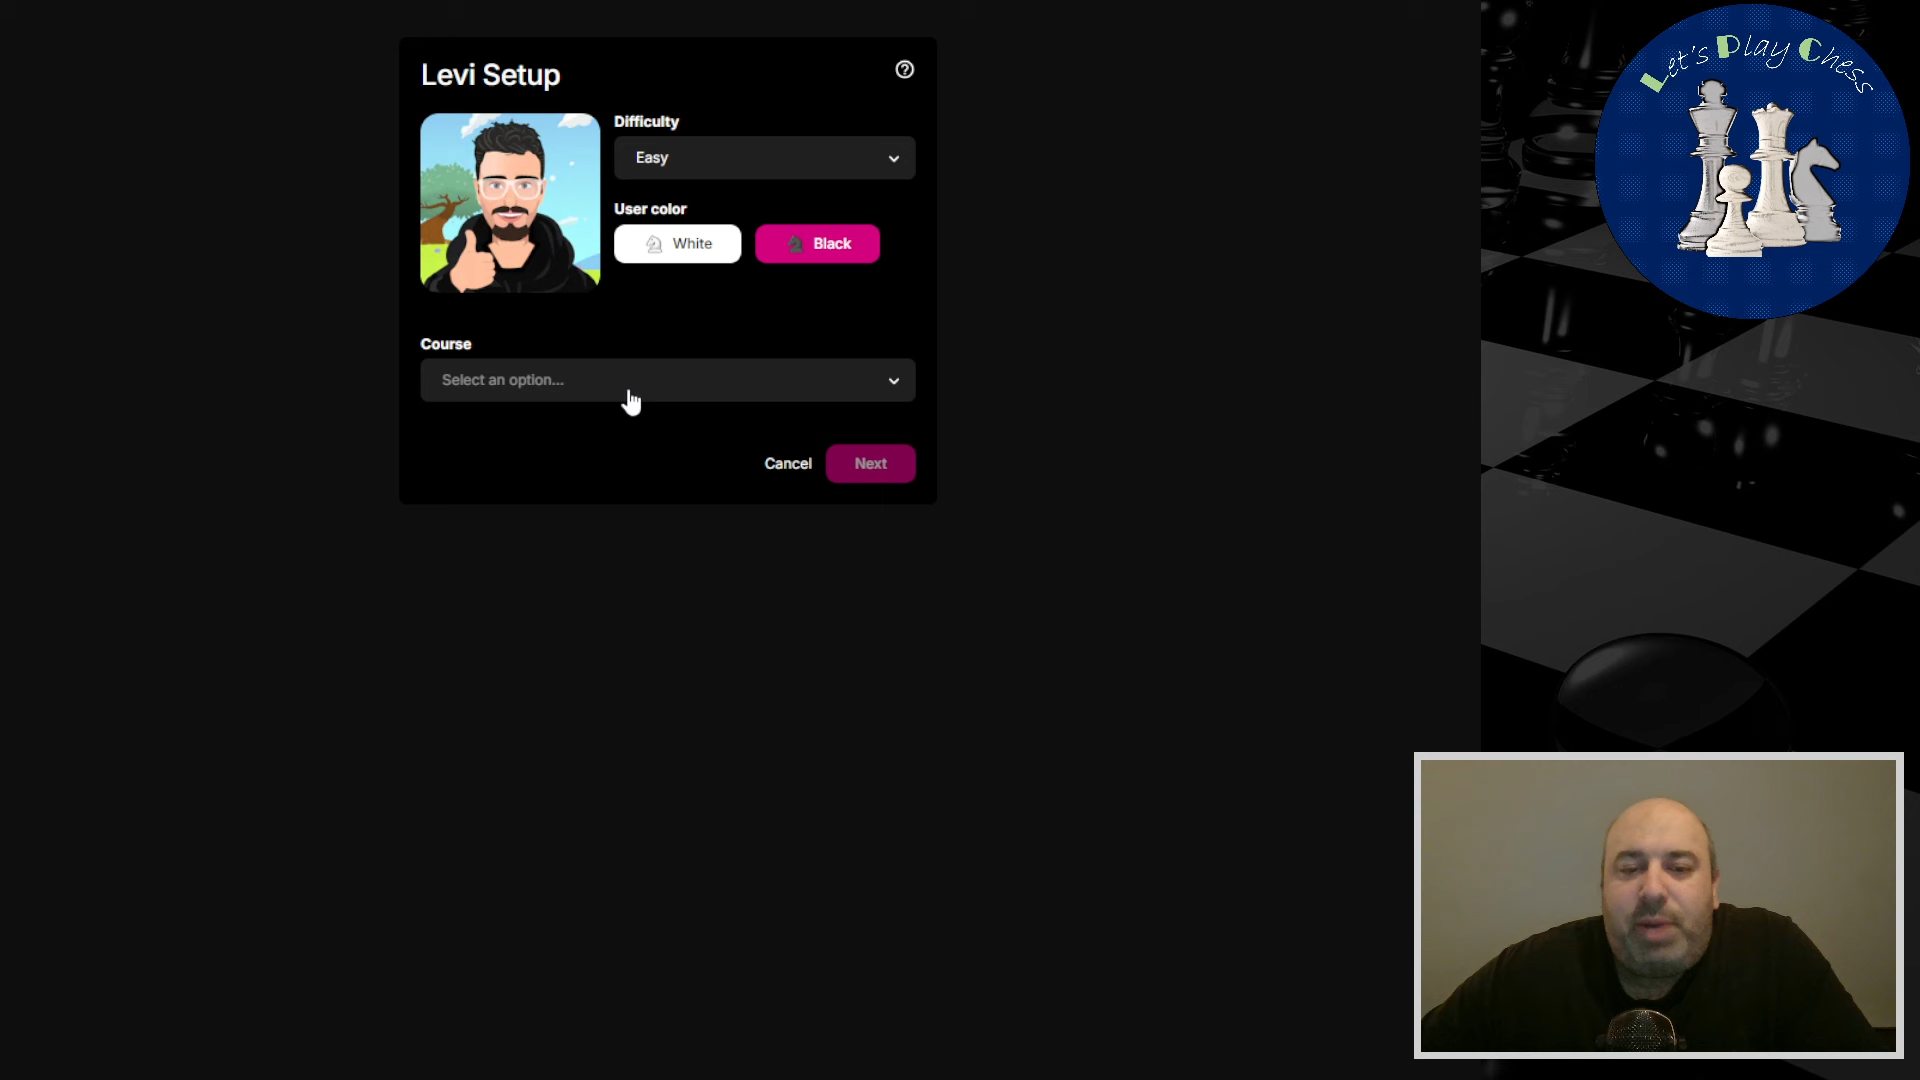 Let's Play Chess
Levi Setup
Difficulty
Easy
User color
White
Black
Course
Select an option...
Cancel
Next